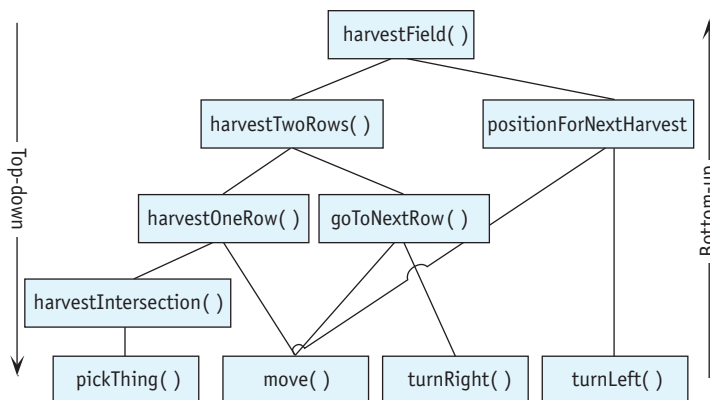 harvestField( )
harvestTwoRows( )
positionForNextHarvest
Top-down
Bottom-up
harvestOneRow( )
goToNextRow( )
harvestIntersection( )
pickThing( )
move( )
turnRight( )
turnLeft( )